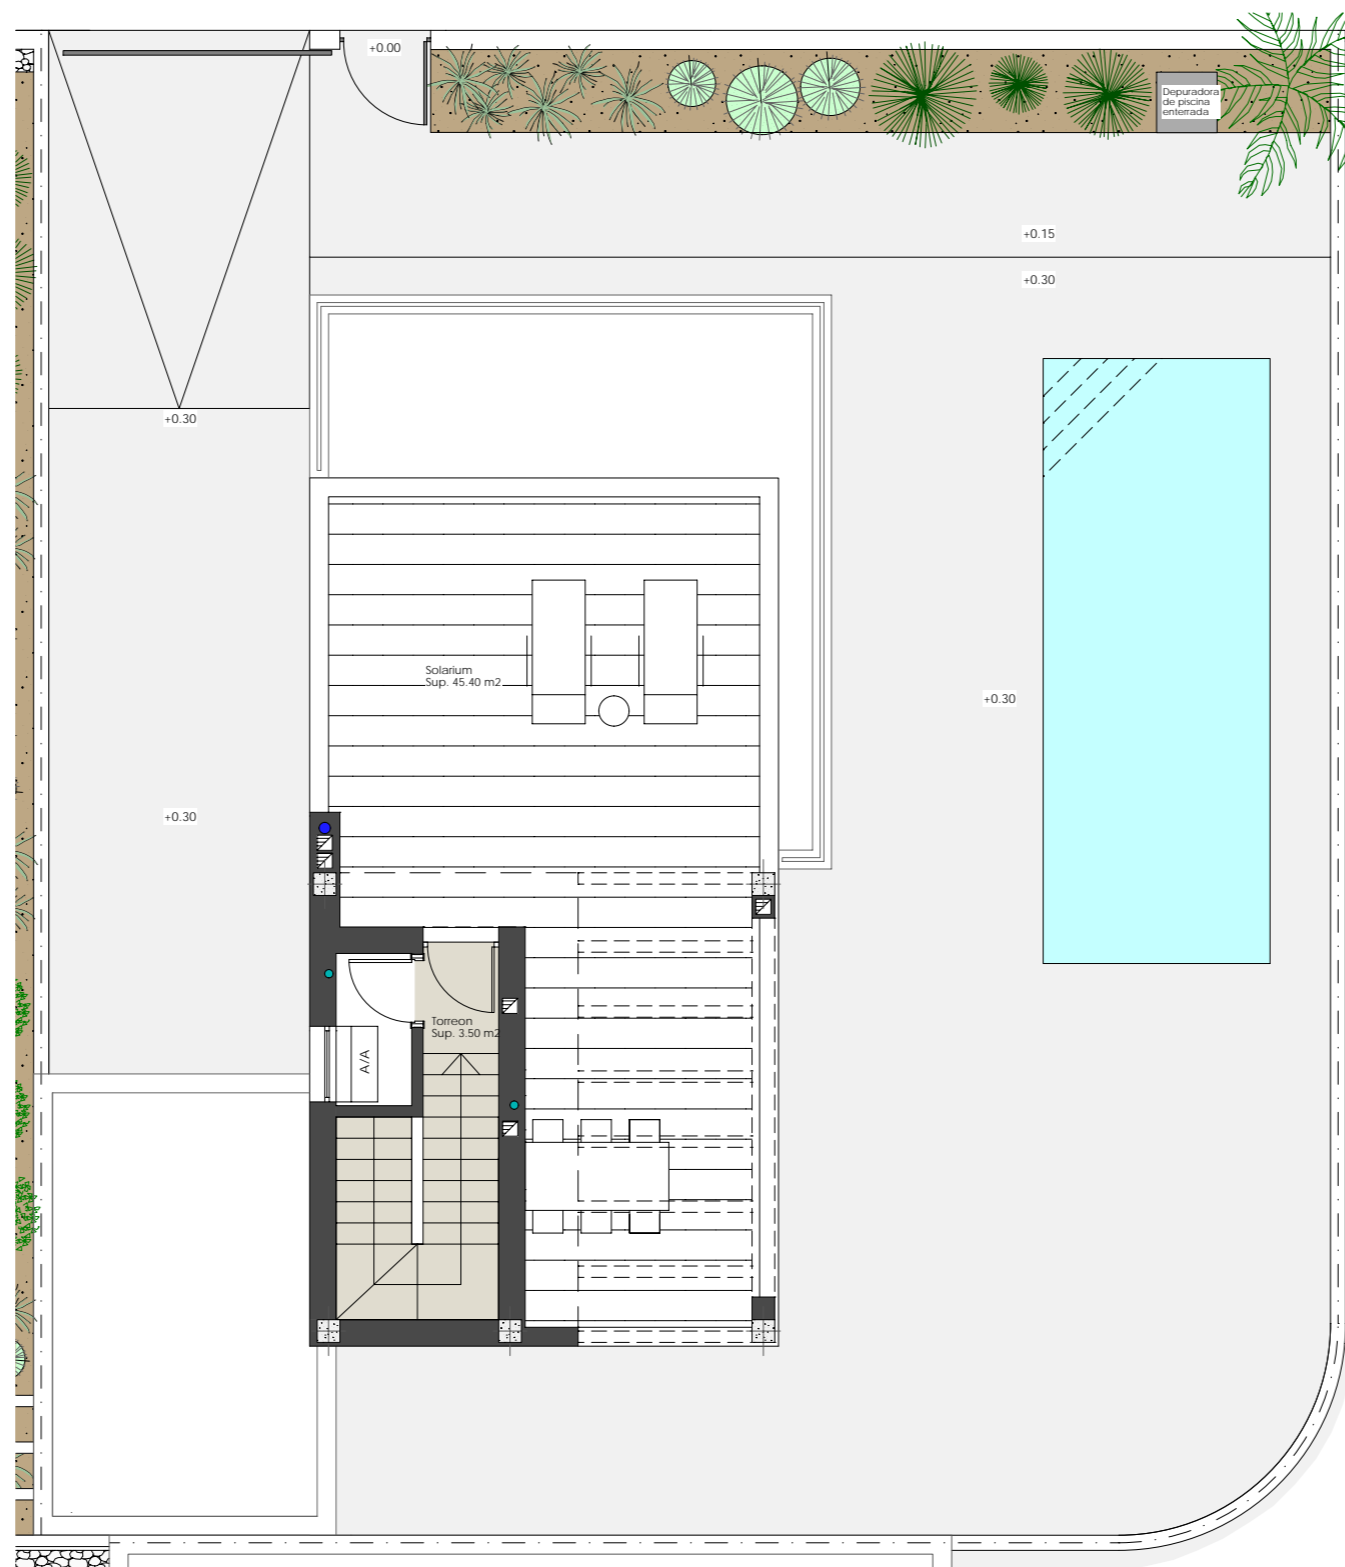 +0.00
Depuradora
de piscina
enterrada
+0.15
+0.30
+0.30
Solarium
Sup. 45.40 m2
+0.30
+0.30
Torreon
Sup. 3.50 m2
A/A